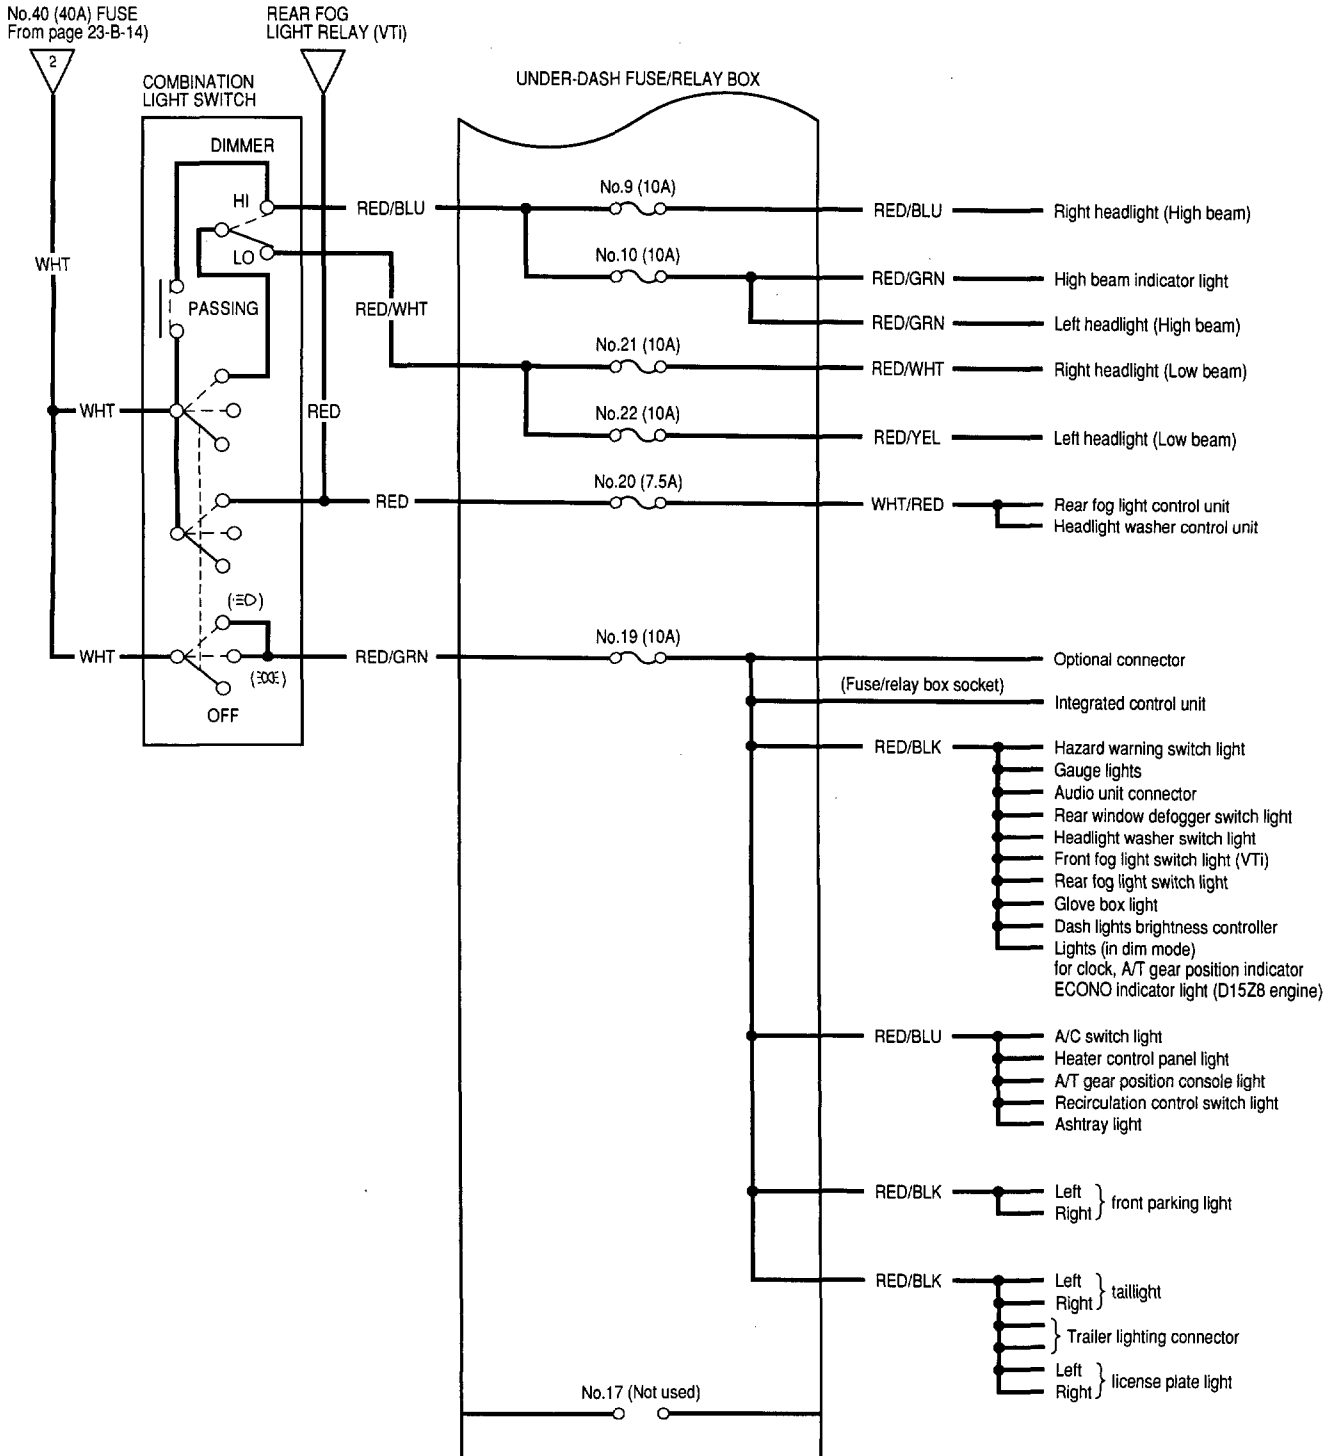 No.40 (40A) FUSE
From page 23-B-14)
2
REAR FOG
LIGHT RELAY (VTi)
COMBINATION
LIGHT SWITCH
UNDER-DASH FUSE/RELAY BOX
DIMMER
HI
LO
PASSING
WHT
WHT
WHT
RED/BLU
RED/WHT
RED
RED
RED/GRN
OFF
No.9 (10A)
RED/BLU
Right headlight (High beam)
No.10 (10A)
RED/GRN
High beam indicator light
RED/GRN
Left headlight (High beam)
No.21 (10A)
RED/WHT
Right headlight (Low beam)
No.22 (10A)
RED/YEL
Left headlight (Low beam)
No.20 (7.5A)
WHT/RED
Rear fog light control unit
Headlight washer control unit
No.19 (10A)
Optional connector
(Fuse/relay box socket)
Integrated control unit
RED/BLK
Hazard warning switch light
Gauge lights
Audio unit connector
Rear window defogger switch light
Headlight washer switch light
Front fog light switch light (VTi)
Rear fog light switch light
Glove box light
Dash lights brightness controller
Lights (in dim mode)
for clock, A/T gear position indicator
ECONO indicator light (D15Z8 engine)
RED/BLU
A/C switch light
Heater control panel light
A/T gear position console light
Recirculation control switch light
Ashtray light
RED/BLK
Left
Right
front parking light
RED/BLK
Left
Right
taillight
Trailer lighting connector
Left
Right
license plate light
No.17 (Not used)